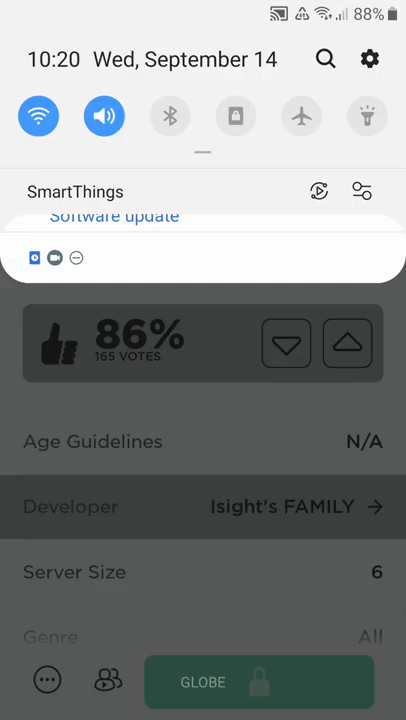 88%
10:20 Wed, September 14
SmartThings
Software update
86%
165 VOTES
Age Guidelines N/A
Developer Isight's FAMILY →
Server Size 6
Genre All
GLOBE